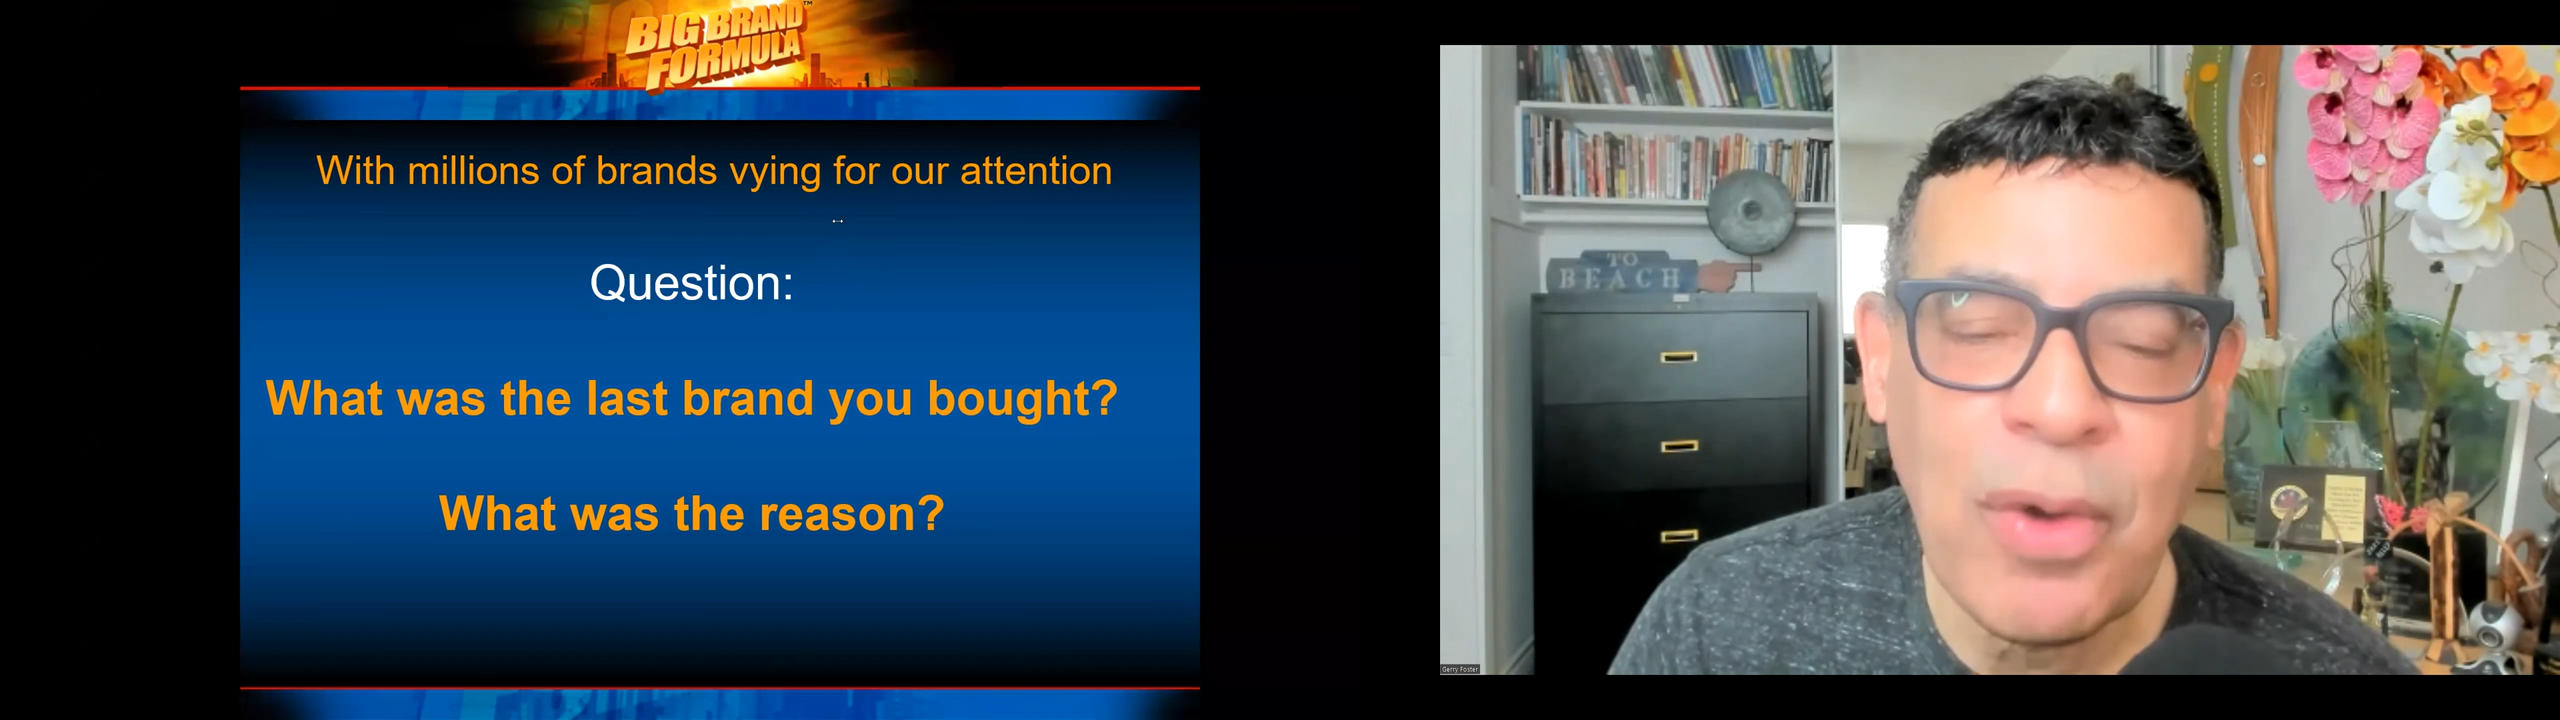 BIG BRAND
FORMULA™
With millions of brands vying for our attention
Question:
What was the last brand you bought?
What was the reason?
TO
BEACH
Gerry Foster